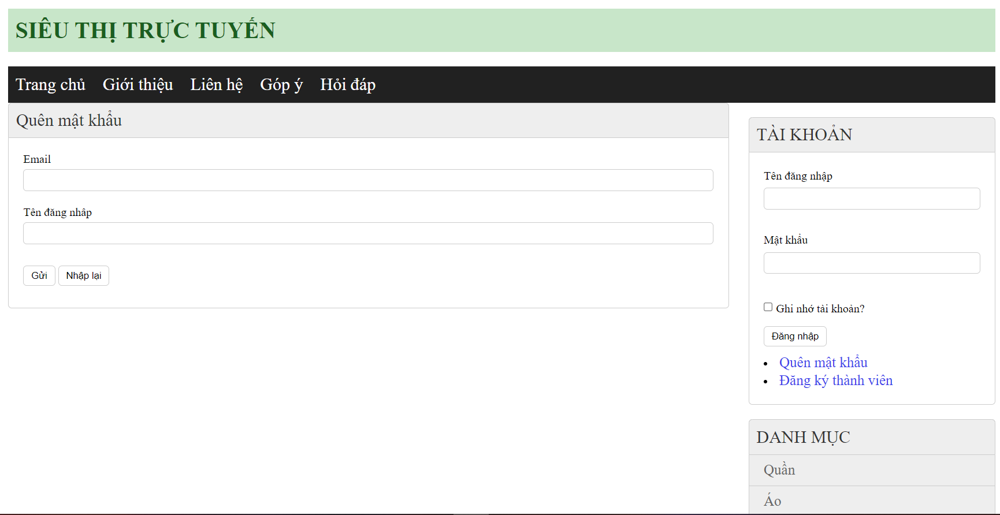 SIÊU THỊ TRỰC TUYẾN
Trang chủ Giới thiệu Liên hệ Góp ý Hỏi đáp
Quên mật khẩu
Email
Tên đăng nhâp
Gửi Nhập lại
TÀI KHOẢN
Tên đăng nhập
Mật khẩu
Ghi nhớ tài khoản?
Đăng nhập
Quên mật khẩu
Đăng ký thành viên
DANH MỤC
Quần
Áo